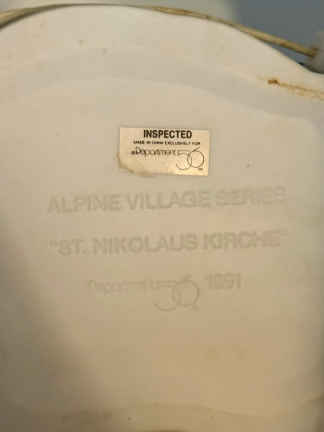 INSPECTED
MADE IN CHINA EXCLUSIVELY FOR
Department 56
ALPINE VILLAGE SERIES
"ST. NIKOLAUS KIRCHE"
Department 56 1991